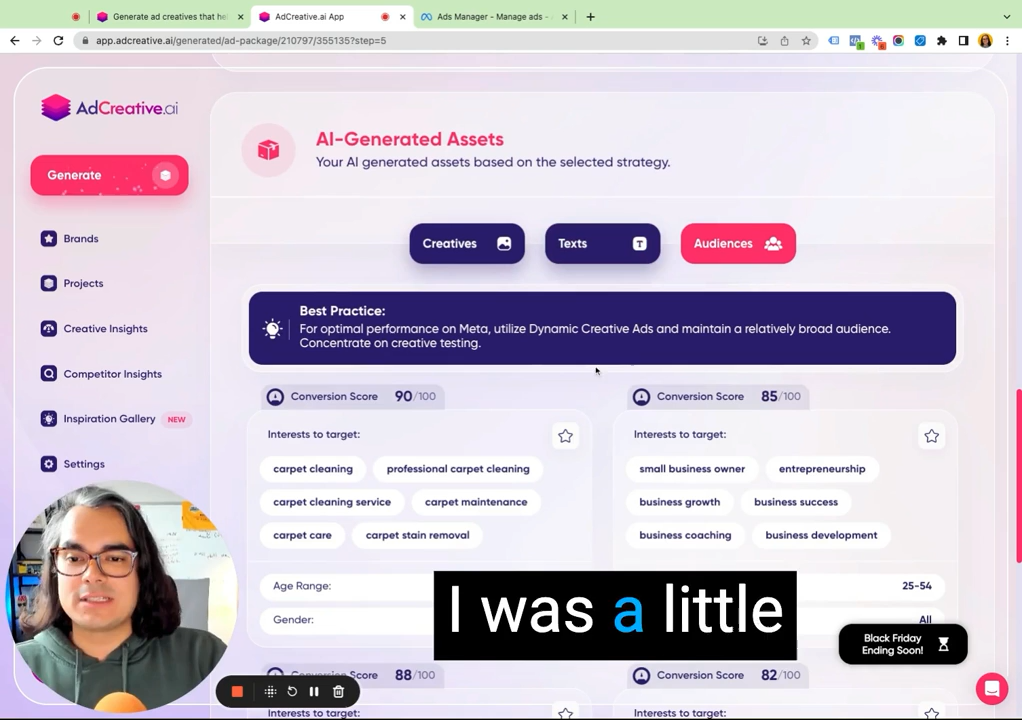 Generate ad creatives that hel
AdCreative.ai App
Ads Manager - Manage ads -
app.adcreative.ai/generated/ad-package/210797/355135?step=5
AdCreative.ai
Generate
Brands
Projects
Creative Insights
Competitor Insights
Inspiration Gallery NEW
Settings
AI-Generated Assets
Your AI generated assets based on the selected strategy.
Creatives
Texts
Audiences
Best Practice:
For optimal performance on Meta, utilize Dynamic Creative Ads and maintain a relatively broad audience.
Concentrate on creative testing.
Conversion Score 90/100
Interests to target:
carpet cleaning professional carpet cleaning
carpet cleaning service carpet maintenance
carpet care carpet stain removal
Age Range:
Gender:
Conversion Score 85/100
Interests to target:
small business owner entrepreneurship
business growth business success
business coaching business development
25-54
All
I was a little
Black Friday
Ending Soon!
Conversion Score 88/100
Interests to target:
Conversion Score 82/100
Interests to target: